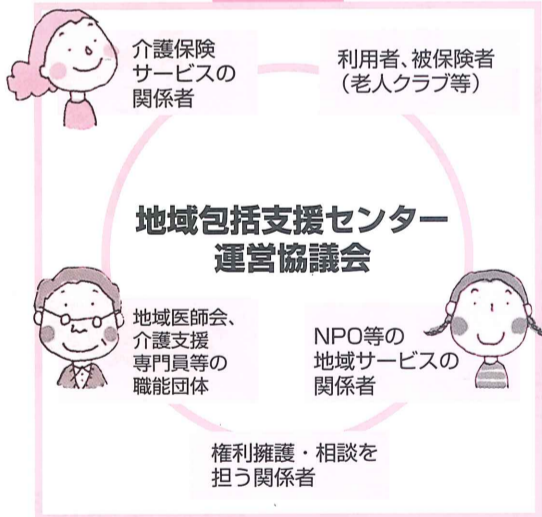 介護保険
サービスの
関係者
利用者、被保険者
（老人クラブ等）
地域包括支援センター
運営協議会
地域医師会、
介護支援
専門員等の
職能団体
NPO等の
地域サービスの
関係者
権利擁護・相談を
担う関係者